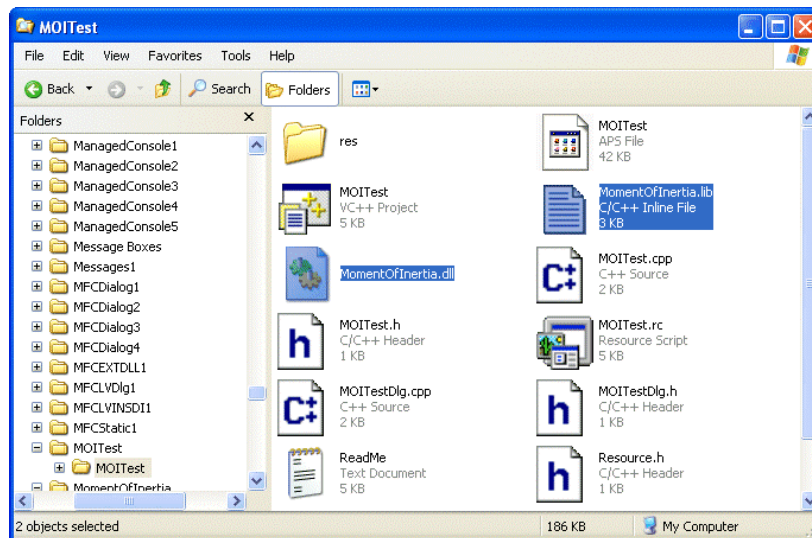 MOITest
File Edit View Favorites Tools Help
Back Search Folders
Folders
ManagedConsole1
ManagedConsole2
ManagedConsole3
ManagedConsole4
ManagedConsole5
Message Boxes
Messages1
MFCDialog1
MFCDialog2
MFCDialog3
MFCDialog4
MFCEXTDLL1
MFCLVDlg1
MFCLVINSDI1
MFCStatic1
MOITest
MOITest
MomentOfInertia
res
MOITest
APS File
42 KB
MOITest
VC++ Project
5 KB
MomentOfInertia.lib
C/C++ Inline File
3 KB
MomentOfInertia.dll
MOITest.cpp
C++ Source
2 KB
MOITest.h
C/C++ Header
1 KB
MOITest.rc
Resource Script
5 KB
MOITestDlg.cpp
C++ Source
2 KB
MOITestDlg.h
C/C++ Header
1 KB
ReadMe
Text Document
5 KB
Resource.h
C/C++ Header
1 KB
2 objects selected 186 KB My Computer